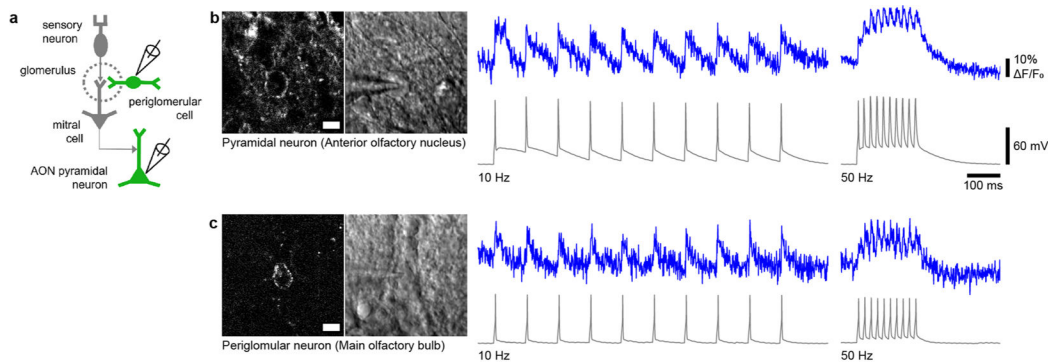 a
sensory
neuron
glomerulus
periglomerular
cell
mitral
cell
AON pyramidal
neuron
b
Pyramidal neuron (Anterior olfactory nucleus)
10%
ΔF/F₀
60 mV
10 Hz
50 Hz
100 ms
c
Periglomular neuron (Main olfactory bulb)
10 Hz
50 Hz